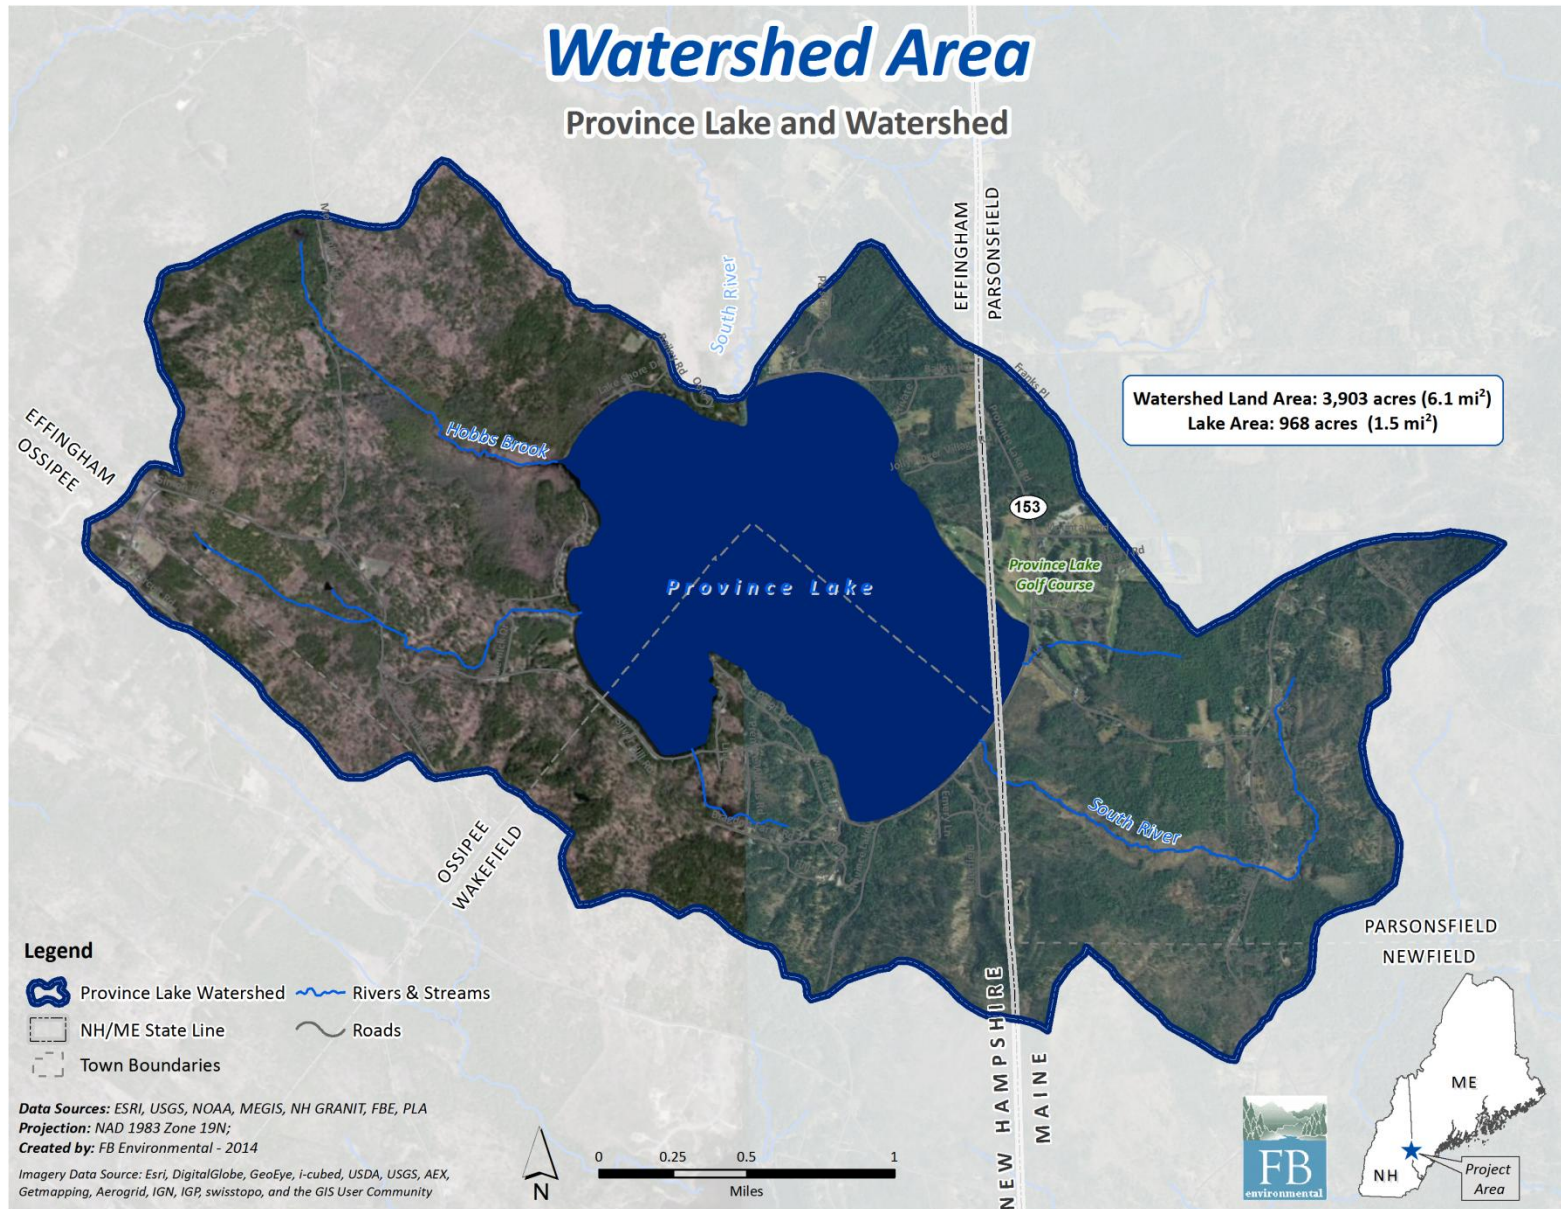 Watershed Area
Province Lake and Watershed
EFFINGHAM
PARSONSFIELD
South River
Bailey Rd
Franks Pl
Watershed Land Area: 3,903 acres (6.1 mi²)
Lake Area: 968 acres (1.5 mi²)
Hobbs Brook
EFFINGHAM
OSSIPEE
153
Province Lake
Golf Course
Province Lake
South River
OSSIPEE
WAKEFIELD
PARSONSFIELD
NEWFIELD
NEW HAMPSHIRE
MAINE
Legend
Province Lake Watershed
Rivers & Streams
NH/ME State Line
Roads
Town Boundaries
Data Sources: ESRI, USGS, NOAA, MEGIS, NH GRANIT, FBE, PLA
Projection: NAD 1983 Zone 19N;
Created by: FB Environmental - 2014
Imagery Data Source: Esri, DigitalGlobe, GeoEye, i-cubed, USDA, USGS, AEX,
Getmapping, Aerogrid, IGN, IGP, swisstopo, and the GIS User Community
N
0 0.25 0.5 1
Miles
FB
environmental
ME
NH
Project
Area